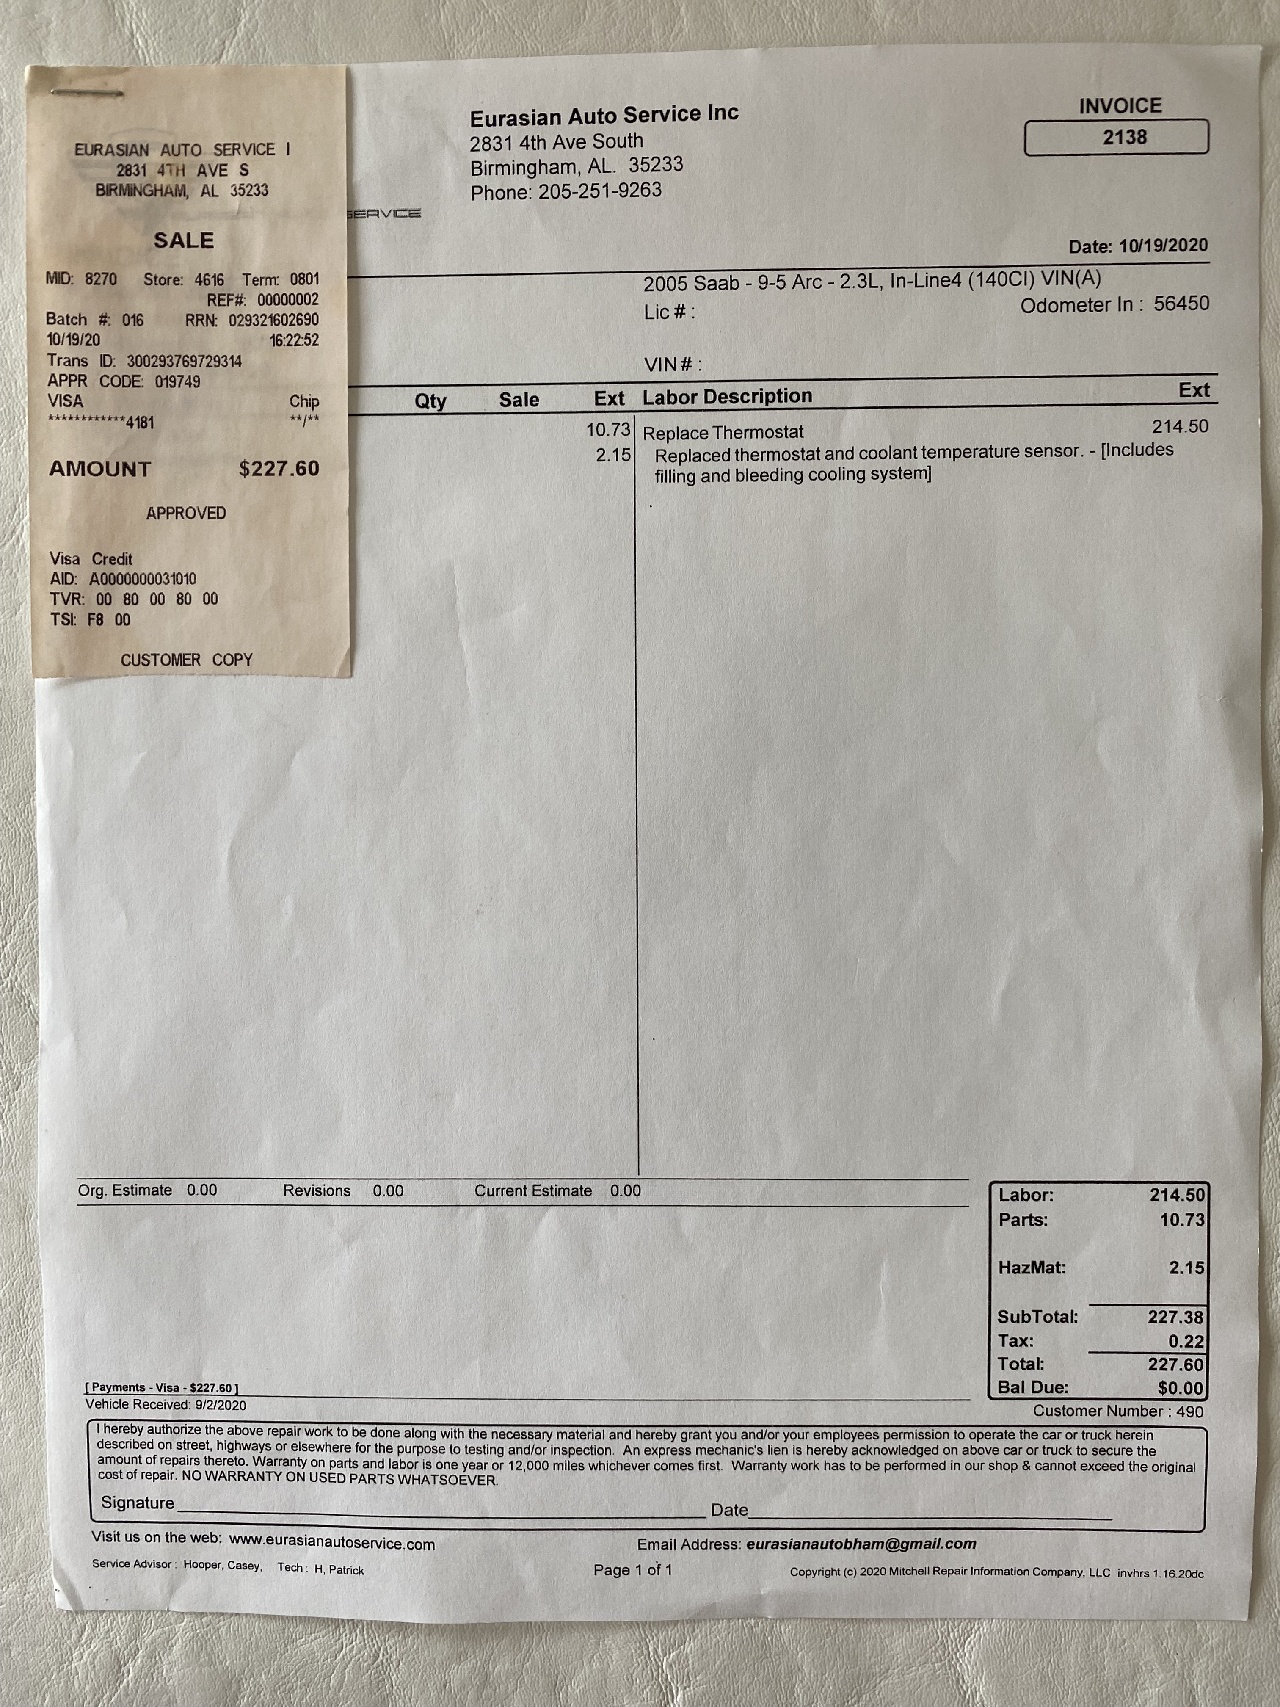 EURASIAN AUTO SERVICE I
2831 4TH AVE S
BIRMINGHAM, AL 35233
SALE
MID: 8270 Store: 4616 Term: 0801
REF#: 00000002
Batch #: 016 RRN: 029321602690
10/19/20 16:22:52
Trans ID: 300293769729314
APPR CODE: 019749
VISA Chip
************4181 **/**
AMOUNT $227.60
APPROVED
Visa Credit
AID: A0000000031010
TVR: 00 80 00 80 00
TSI: F8 00
CUSTOMER COPY
SERVICE
Eurasian Auto Service Inc
2831 4th Ave South
Birmingham, AL. 35233
Phone: 205-251-9263
INVOICE
2138
Date: 10/19/2020
2005 Saab - 9-5 Arc - 2.3L, In-Line4 (140CI) VIN(A)
Lic # : Odometer In : 56450
VIN # :
Qty Sale Ext Labor Description Ext
10.73 Replace Thermostat 214.50
2.15 Replaced thermostat and coolant temperature sensor. - [Includes
filling and bleeding cooling system]
Org. Estimate 0.00 Revisions 0.00 Current Estimate 0.00
Labor: 214.50
Parts: 10.73
HazMat: 2.15
SubTotal: 227.38
Tax: 0.22
Total: 227.60
Bal Due: $0.00
[ Payments - Visa - $227.60 ]
Vehicle Received: 9/2/2020
Customer Number : 490
I hereby authorize the above repair work to be done along with the necessary material and hereby grant you and/or your employees permission to operate the car or truck herein
described on street, highways or elsewhere for the purpose to testing and/or inspection. An express mechanic's lien is hereby acknowledged on above car or truck to secure the
amount of repairs thereto. Warranty on parts and labor is one year or 12,000 miles whichever comes first. Warranty work has to be performed in our shop & cannot exceed the original
cost of repair. NO WARRANTY ON USED PARTS WHATSOEVER.
Signature Date
Visit us on the web: www.eurasianautoservice.com Email Address: eurasianautobham@gmail.com
Service Advisor : Hooper, Casey, Tech : H, Patrick Page 1 of 1 Copyright (c) 2020 Mitchell Repair Information Company, LLC invhrs 1.16.20dc